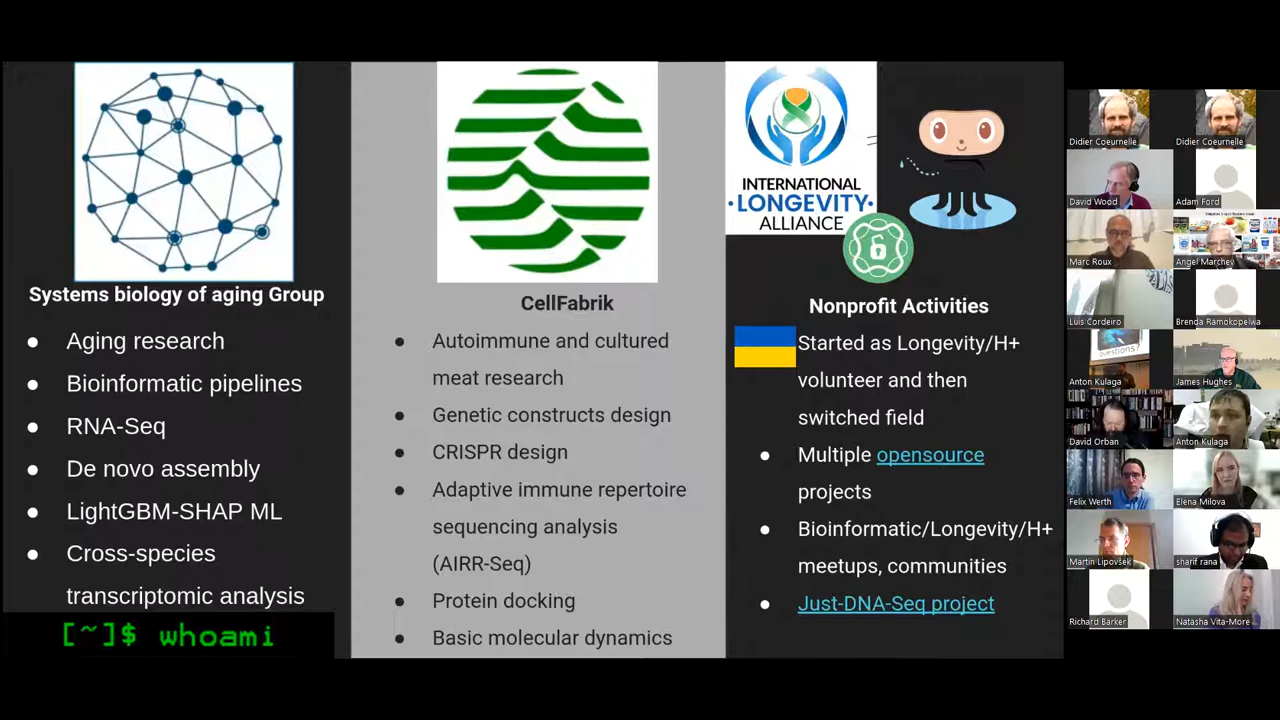 Systems biology of aging Group
● Aging research
● Bioinformatic pipelines
● RNA-Seq
● De novo assembly
● LightGBM-SHAP ML
● Cross-species
transcriptomic analysis
[~]$ whoami
CellFabrik
● Autoimmune and cultured
meat research
● Genetic constructs design
● CRISPR design
● Adaptive immune repertoire
sequencing analysis
(AIRR-Seq)
● Protein docking
● Basic molecular dynamics
INTERNATIONAL
·LONGEVITY·
ALLIANCE
Nonprofit Activities
Started as Longevity/H+
volunteer and then
switched field
● Multiple opensource
projects
● Bioinformatic/Longevity/H+
meetups, communities
● Just-DNA-Seq project
Didier Coeurnelle
Didier Coeurnelle
David Wood
Adam Ford
Marc Roux
Angel Marchev
Luis Cordeiro
Brenda Ramokopelwa
questions?
Anton Kulaga
James Hughes
David Orban
Anton Kulaga
Felix Werth
Elena Milova
Martin Lipovšek
sharif rana
Richard Barker
Natasha Vita-More